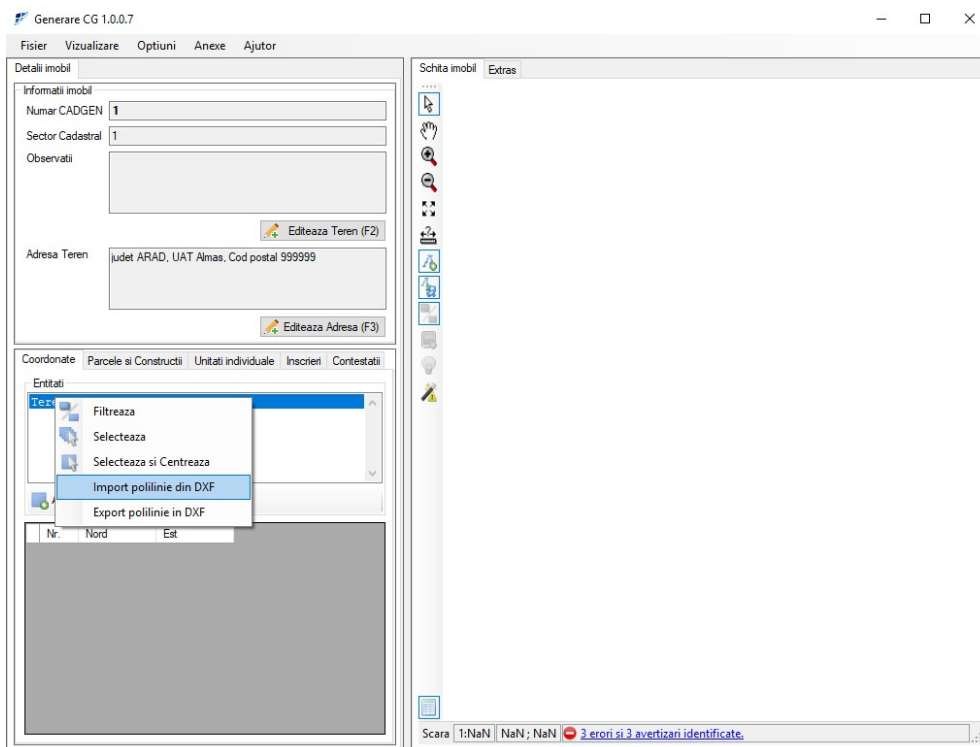 Generare CG 1.0.0.7
Fisier Vizualizare Optiuni Anexe Ajutor
Detalii imobil
Informatii imobil
Numar CADGEN 1
Sector Cadastral 1
Observatii
Editeaza Teren (F2)
Adresa Teren judet ARAD, UAT Almas, Cod postal 999999
Editeaza Adresa (F3)
Coordonate Parcele si Constructii Unitati individuale Inscrieri Contestatii
Entitati
Filtreaza
Selecteaza
Selecteaza si Centreaza
Import polilinie din DXF
Export polilinie in DXF
Nr. Nord Est
Schita imobil Extras
Scara 1:NaN NaN ; NaN 3 erori si 3 avertizari identificate.